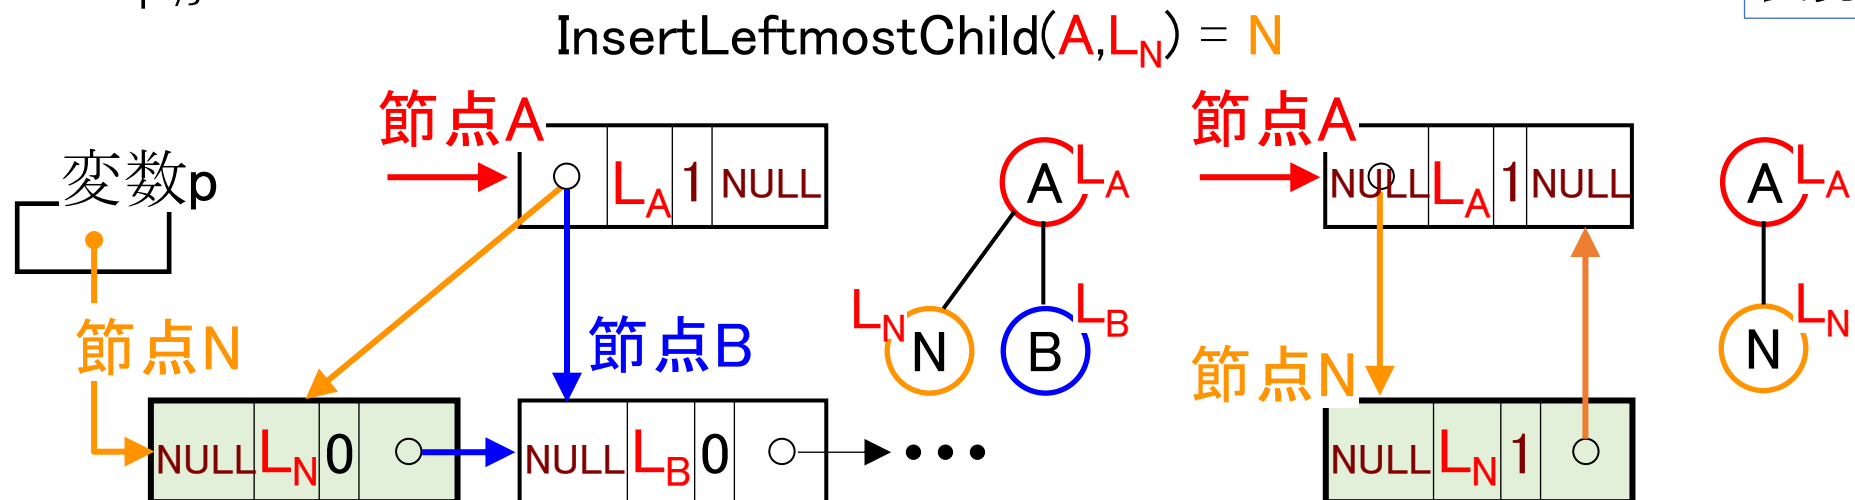 InsertLeftmostChild(A,LN) = N
節点A
節点A
変数p
LA 1 NULL
A LA
NULL LA 1 NULL
A LA
LN N
B LB
LN
N
節点N
節点B
節点N
NULL LN 0
NULL LB 0
•••
NULL LN 1